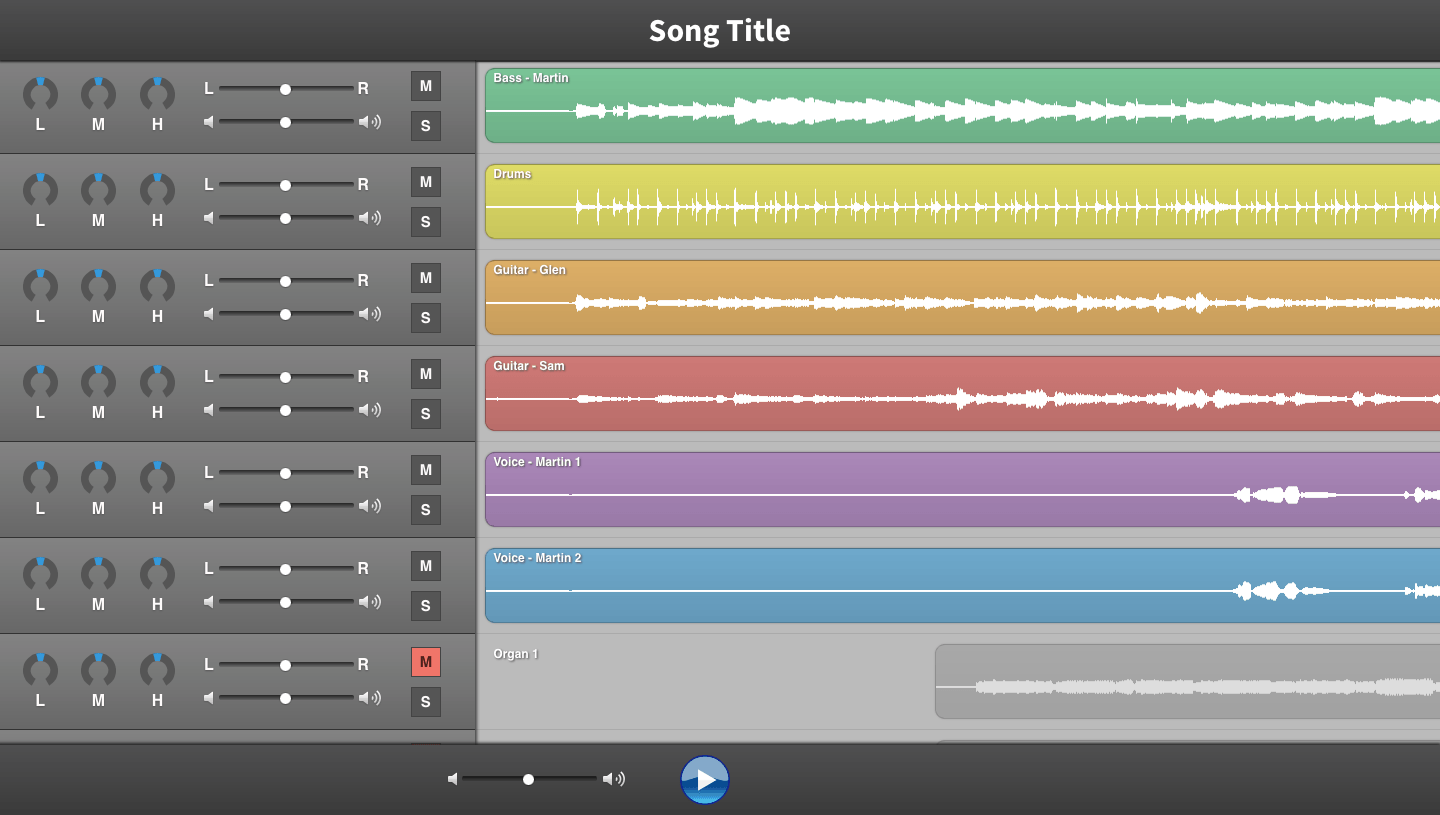 Song Title
L M H L R M S Bass - Martin
L M H L R M S Drums
L M H L R M S Guitar - Glen
L M H L R M S Guitar - Sam
L M H L R M S Voice - Martin 1
L M H L R M S Voice - Martin 2
L M H L R M S Organ 1